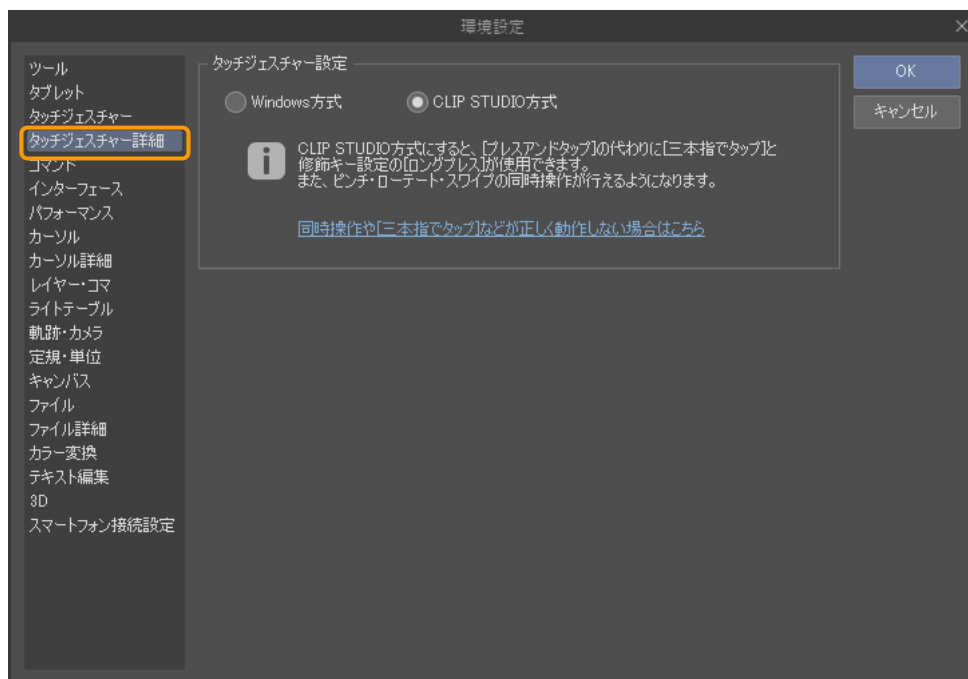 環境設定
ツール
タブレット
タッチジェスチャー
タッチジェスチャー詳細
コマンド
インターフェース
パフォーマンス
カーソル
カーソル詳細
レイヤー・コマ
ライトテーブル
軌跡・カメラ
定規・単位
キャンバス
ファイル
ファイル詳細
カラー変換
テキスト編集
3D
スマートフォン接続設定
タッチジェスチャー設定
Windows方式
CLIP STUDIO方式
CLIP STUDIO方式にすると、[プレスアンドタップ]の代わりに[三本指でタップ]と
修飾キー設定の[ロングプレス]が使用できます。
また、ピンチ・ローテート・スワイプの同時操作が行えるようになります。
同時操作や[三本指でタップ]などが正しく動作しない場合はこちら
OK
キャンセル